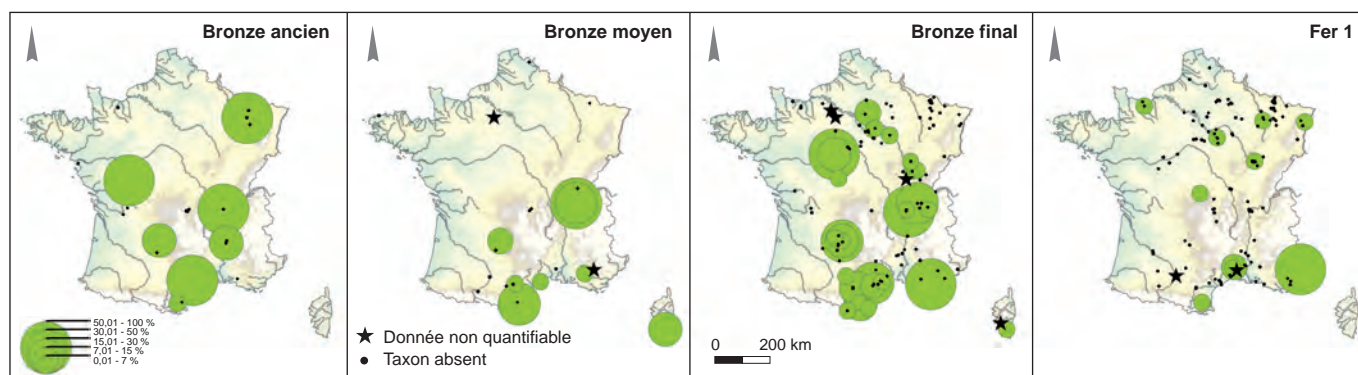 Bronze ancien
Bronze moyen
Bronze final
Fer 1
50,01 - 100 %
30,01 - 50 %
15,01 - 30 %
7,01 - 15 %
0,01 - 7 %
Donnée non quantifiable
Taxon absent
0 200 km